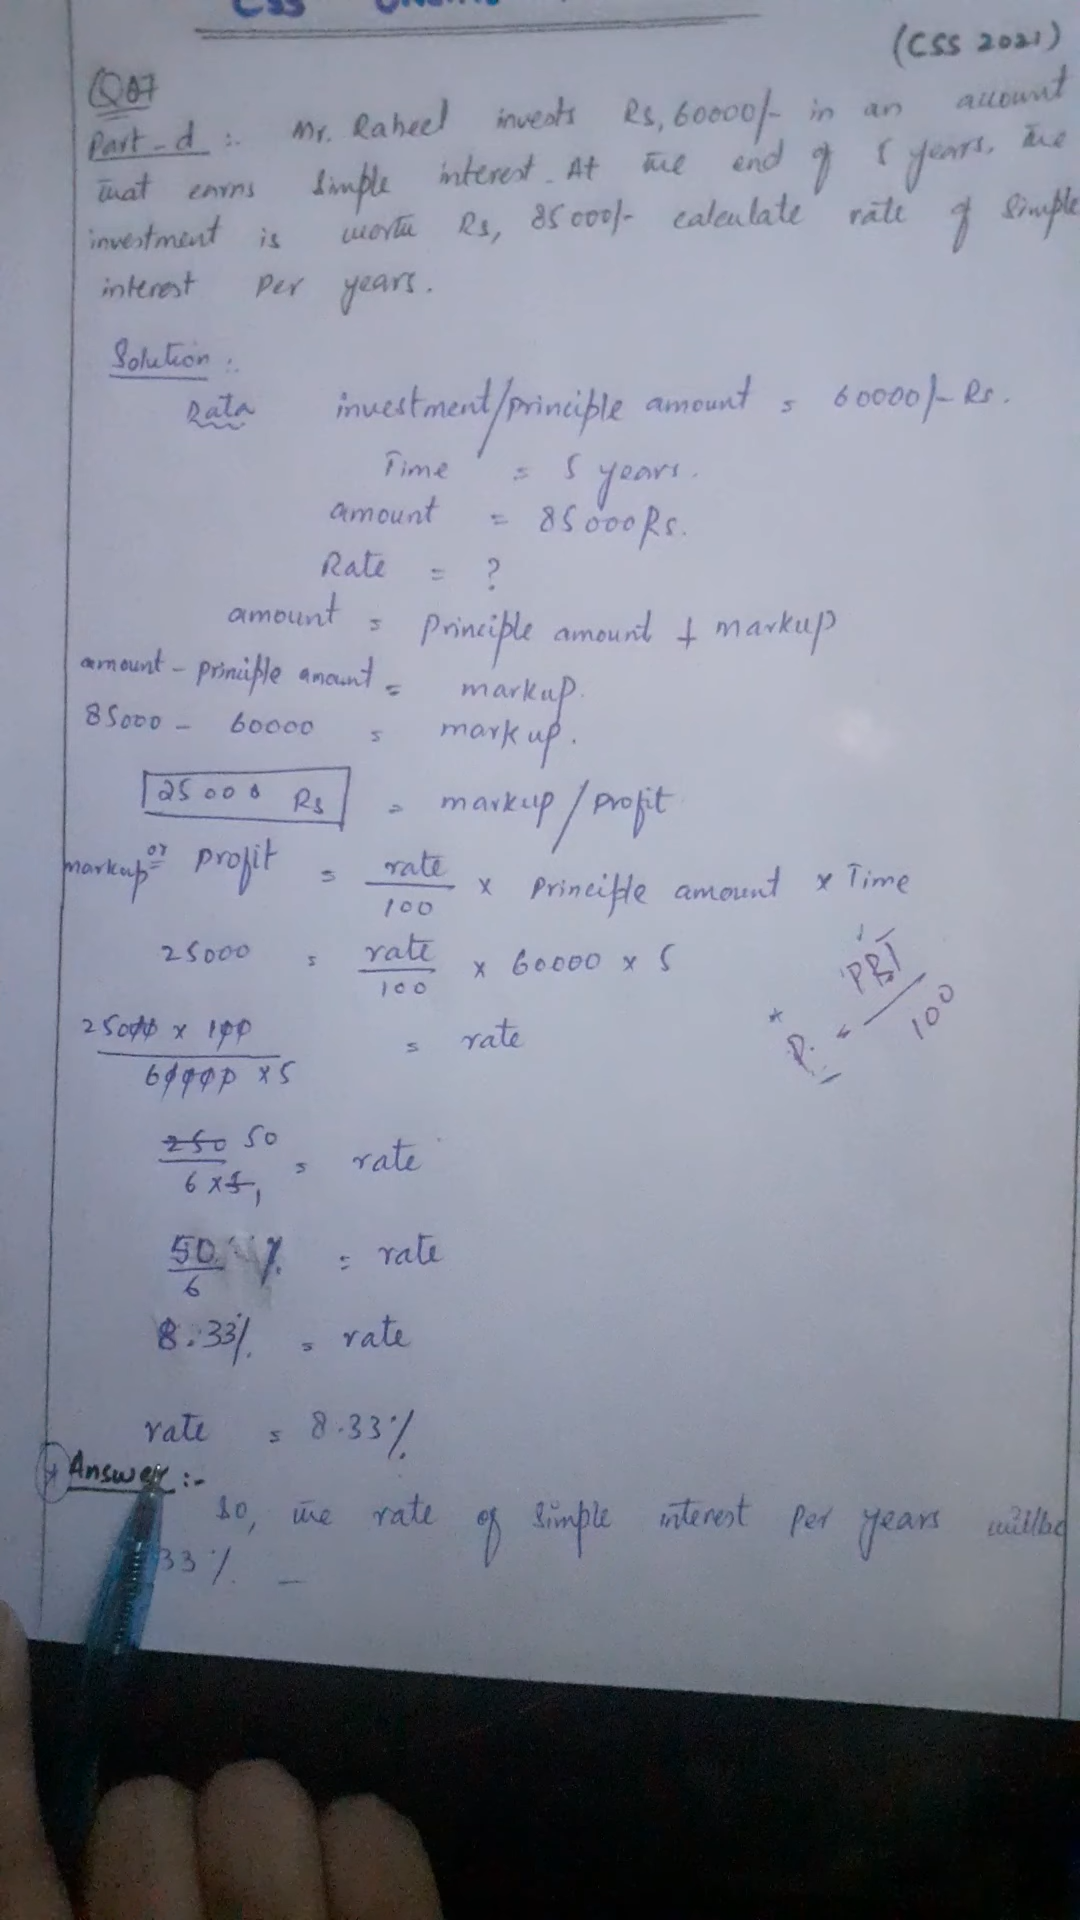 CSS
(CSS 2021)
Q07
Part-d :. Mr. Raheel invests Rs, 60000/- in an account
that earns simple interest. At the end of 5 years, the
investment is worth Rs, 85000/- calculate rate of simple
interest Per years.
Solution :.
Data investment/principle amount = 60000/- Rs.
Time = 5 years.
amount = 85000Rs.
Rate = ?
amount = Principle amount + markup
amount - principle amount = markup.
85000 - 60000 = markup.
25000 Rs = markup/profit
markup or profit = rate/100 x Principle amount x Time
25000 = rate/100 x 60000 x 5
25000 x 100 / 60000 x 5 = rate
250 50 / 6 x 5 1 = rate
50 / 6 % = rate
8.33% = rate
rate = 8.33%
* Answer :-
So, the rate of simple interest Per years will be
33%.